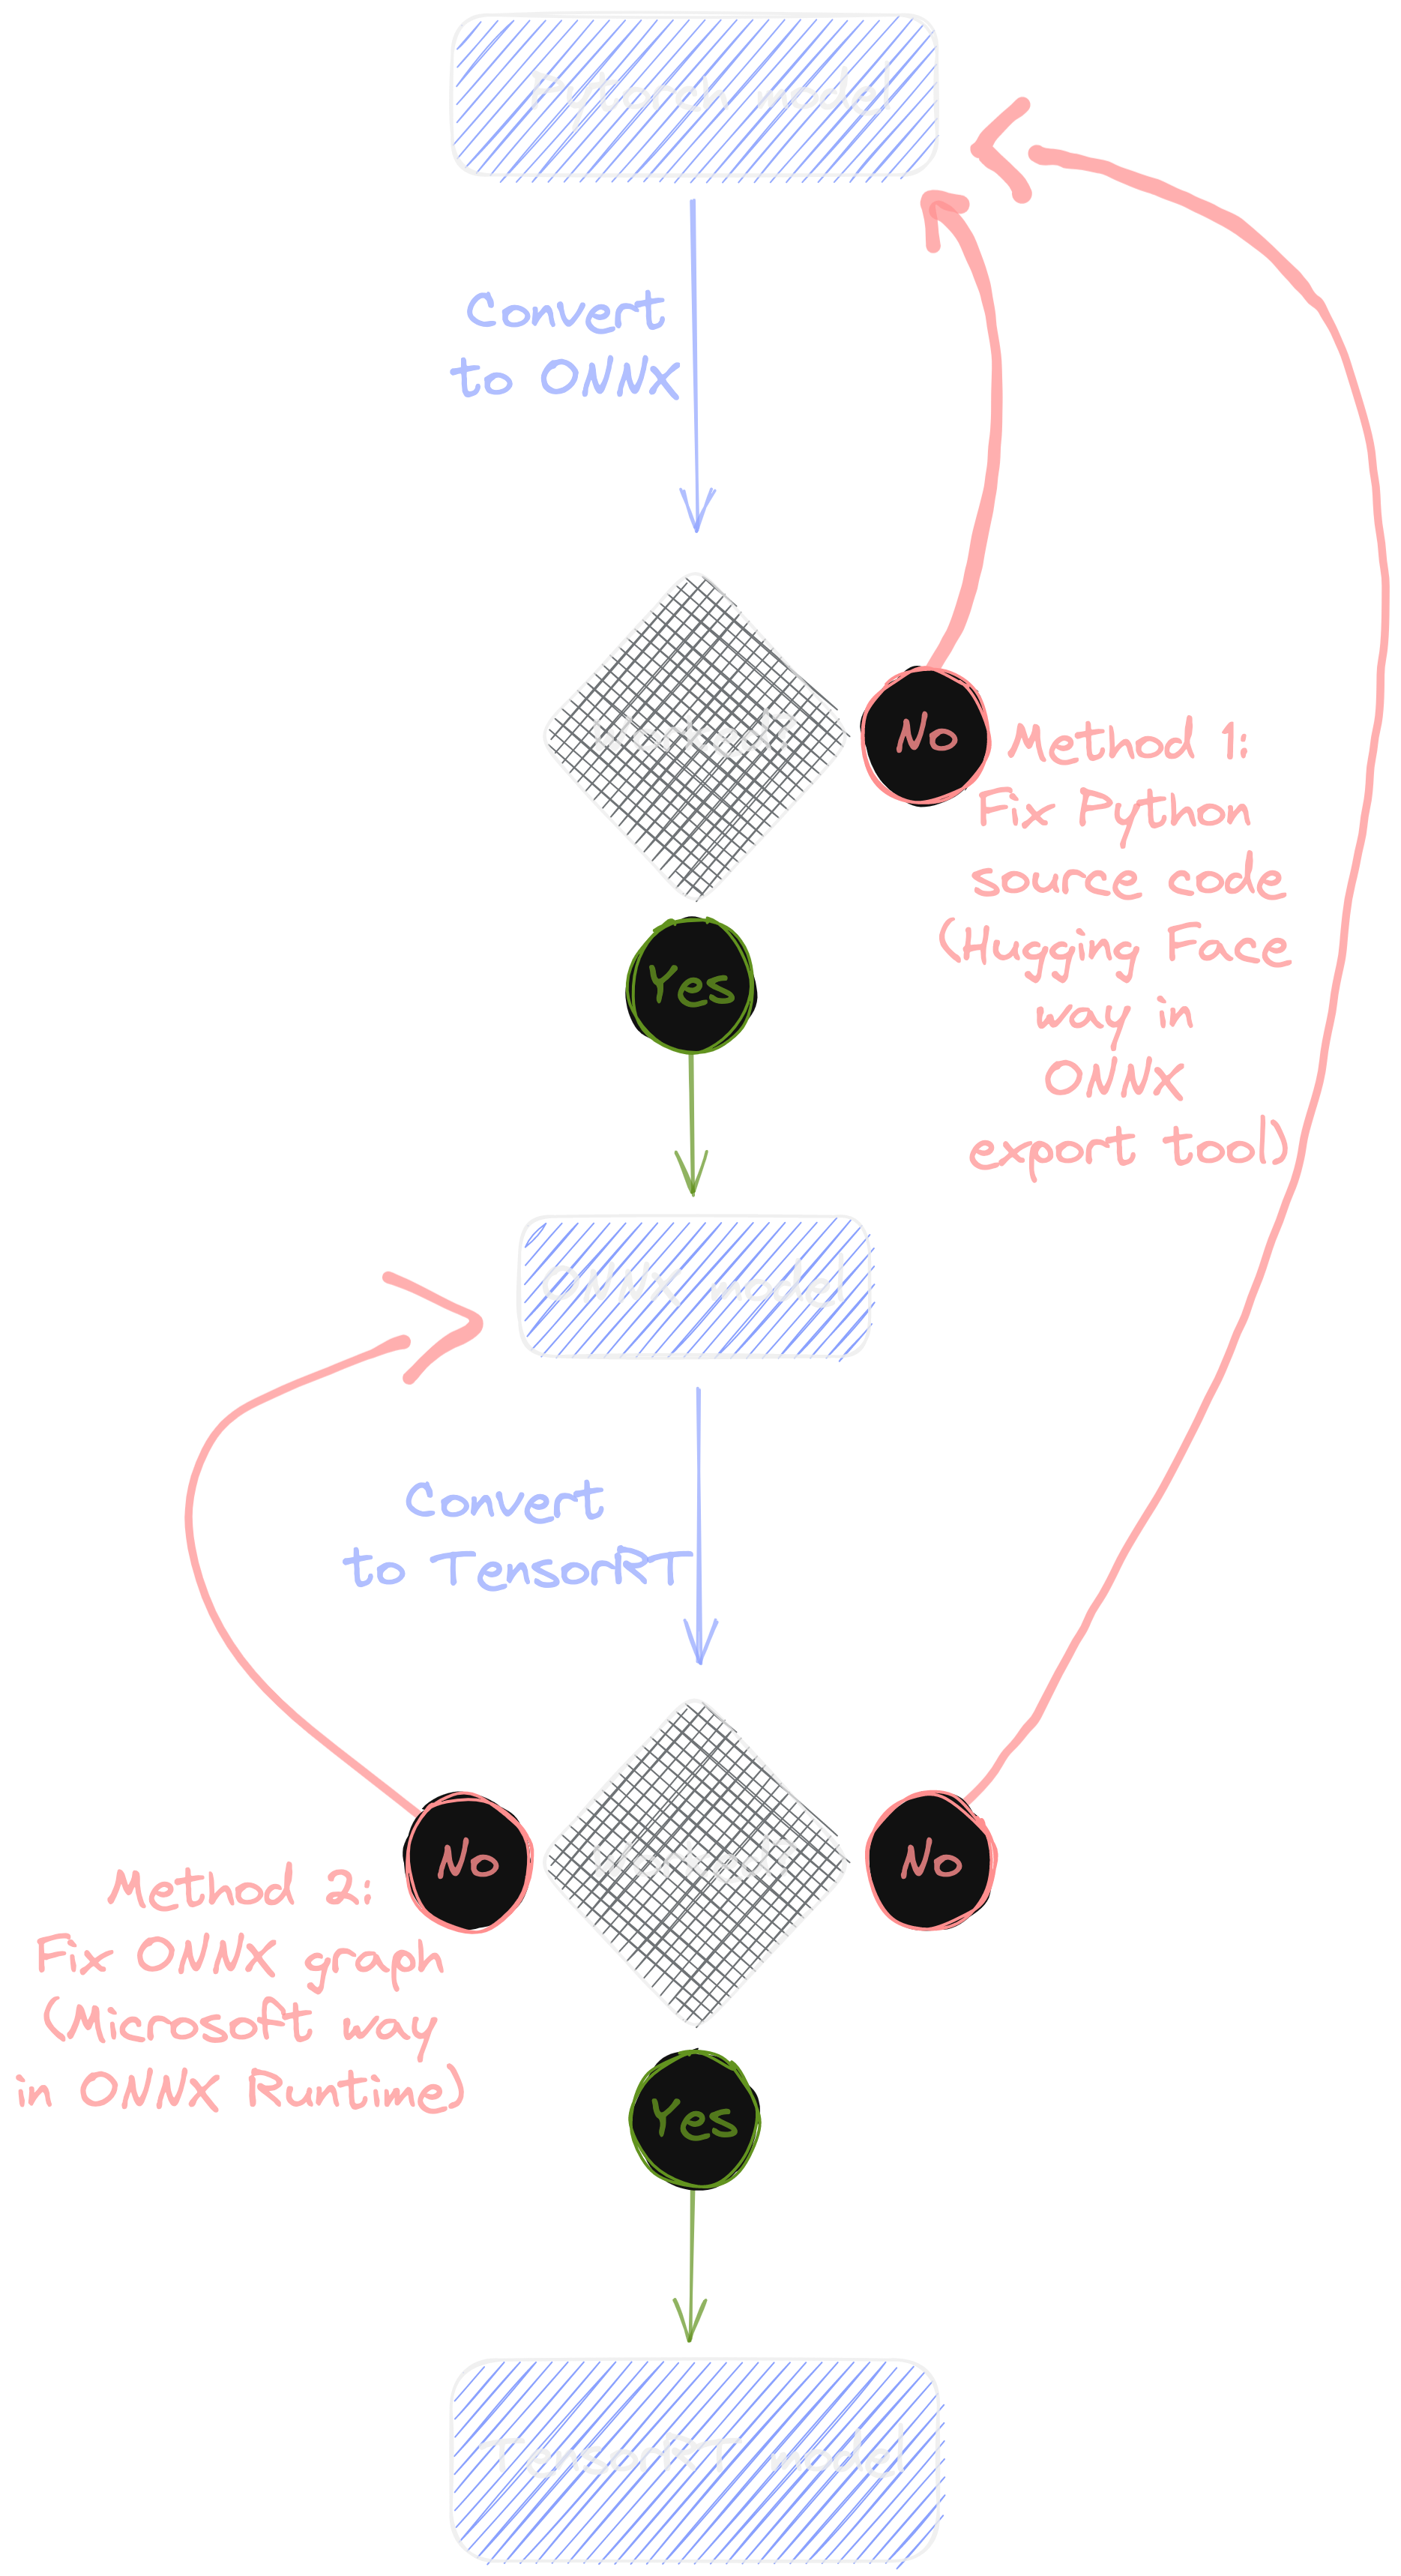 Pytorch model
Convert
to ONNX
Worked?
No
Method 1:
Fix Python
source code
(Hugging Face
way in
ONNX
export tool)
Yes
ONNX model
Convert
to TensorRT
No
Worked?
No
Method 2:
Fix ONNX graph
(Microsoft way
in ONNX Runtime)
Yes
TensorRT model